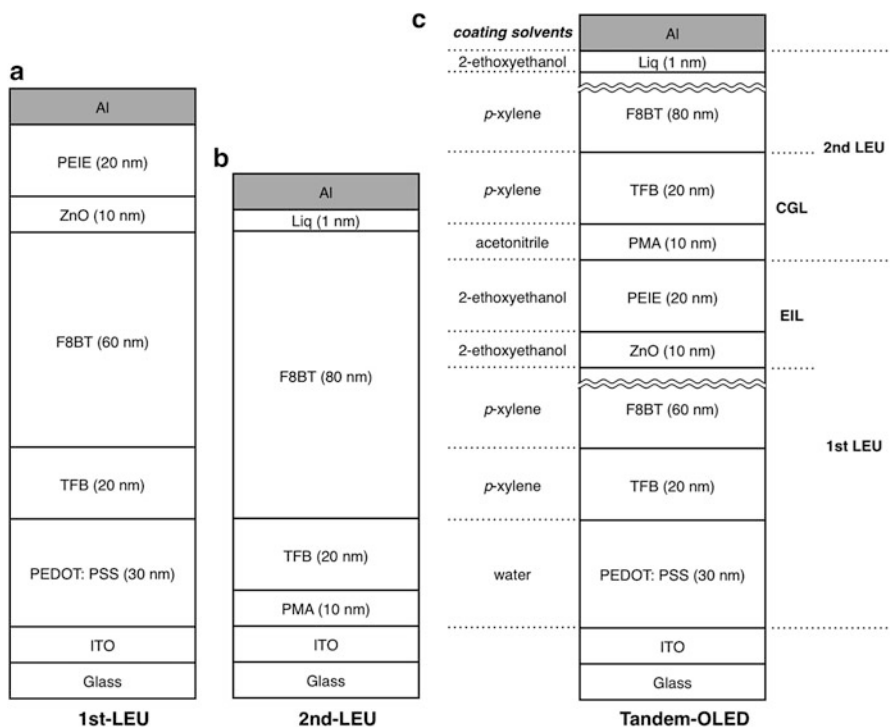 a
Al
PEIE (20 nm)
ZnO (10 nm)
F8BT (60 nm)
TFB (20 nm)
PEDOT: PSS (30 nm)
ITO
Glass
1st-LEU
b
Al
Liq (1 nm)
F8BT (80 nm)
TFB (20 nm)
PMA (10 nm)
ITO
Glass
2nd-LEU
c
coating solvents
Al
2-ethoxyethanol
Liq (1 nm)
p-xylene
F8BT (80 nm)
2nd LEU
p-xylene
TFB (20 nm)
CGL
acetonitrile
PMA (10 nm)
2-ethoxyethanol
PEIE (20 nm)
EIL
2-ethoxyethanol
ZnO (10 nm)
p-xylene
F8BT (60 nm)
1st LEU
p-xylene
TFB (20 nm)
water
PEDOT: PSS (30 nm)
ITO
Glass
Tandem-OLED